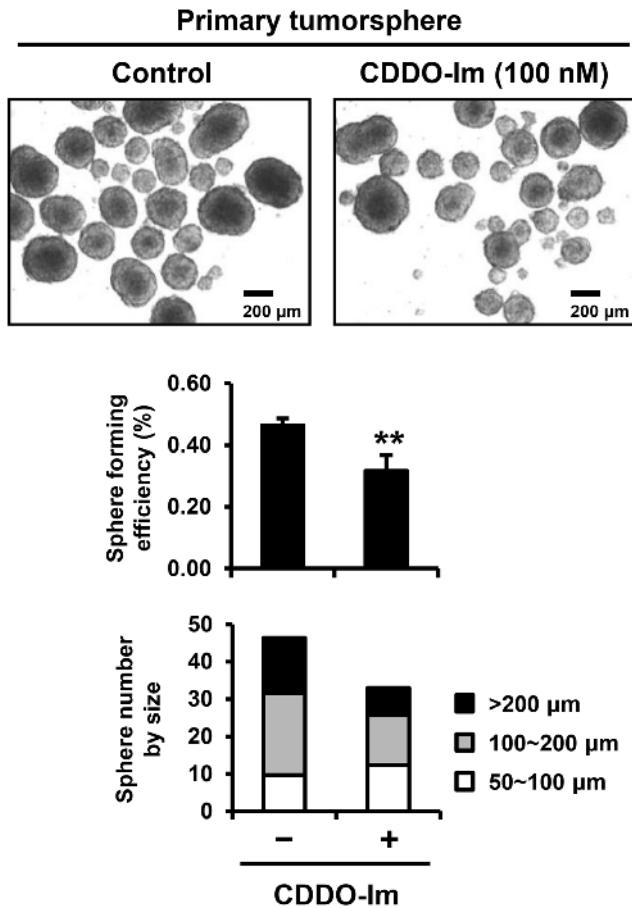 Primary tumorsphere
Control
CDDO-Im (100 nM)
200 µm
200 µm
Sphere forming
efficiency (%)
0.60
0.40
0.20
0.00
**
Sphere number
by size
50
40
30
20
10
0
>200 µm
100~200 µm
50~100 µm
− +
CDDO-Im